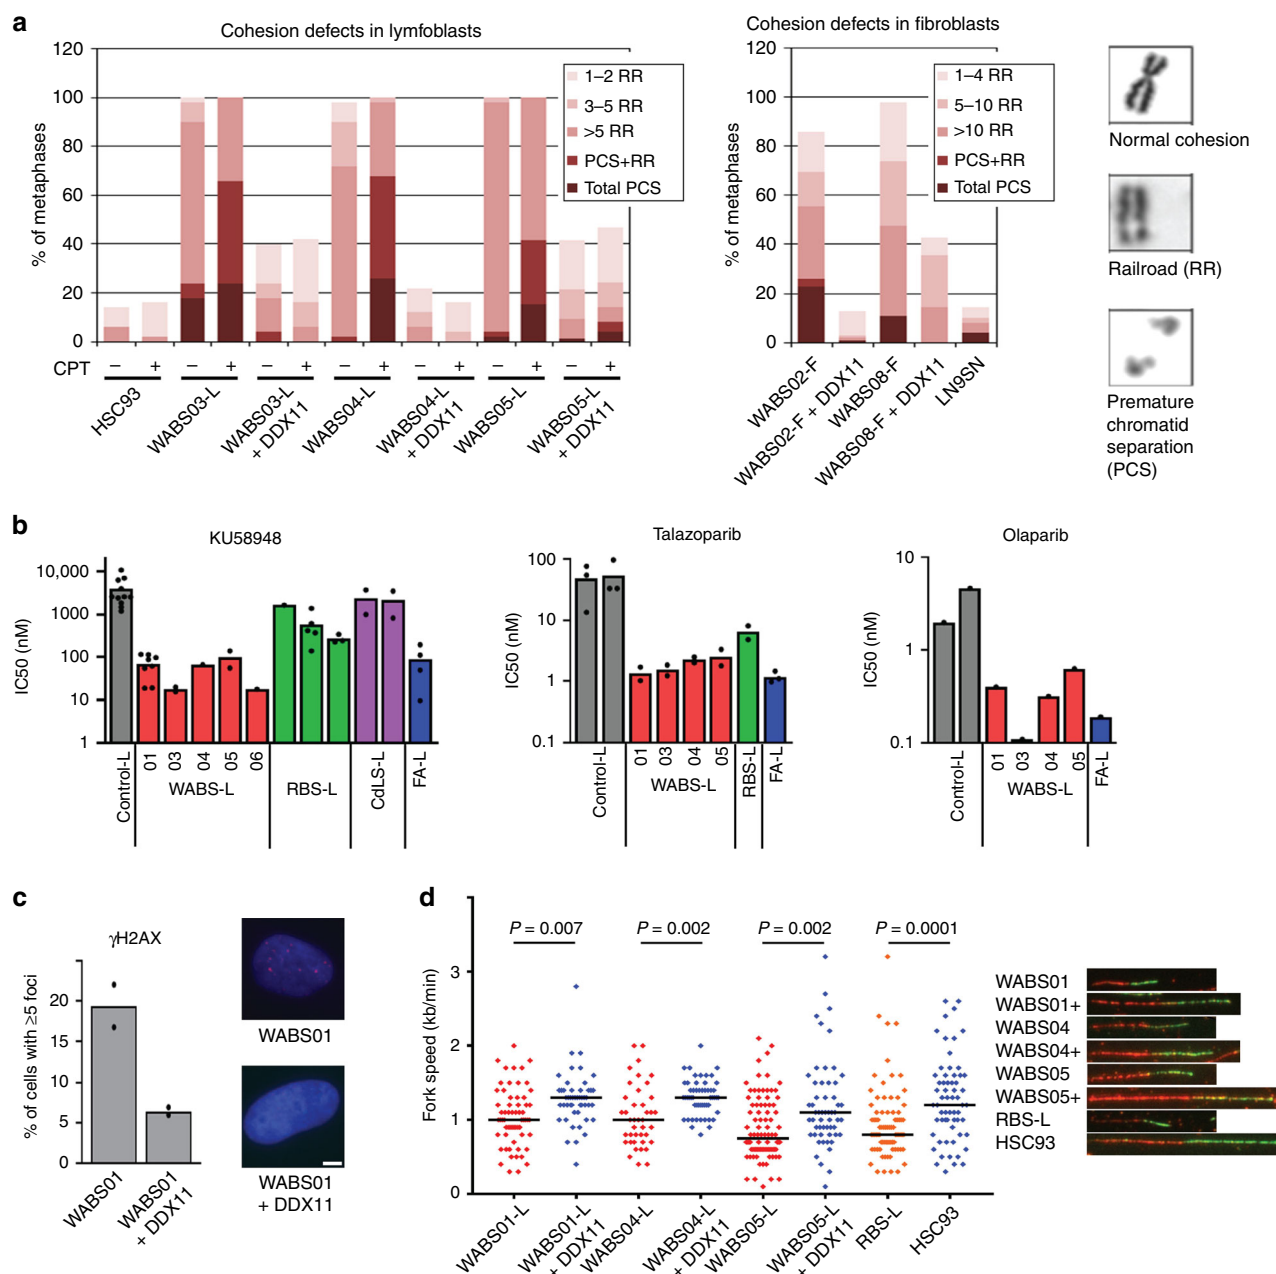 a
Cohesion defects in lymfoblasts
120
100
80
60
40
20
0
% of metaphases
1–2 RR
3–5 RR
>5 RR
PCS+RR
Total PCS
CPT
– + – + – + – + – + – + – +
HSC93
WABS03-L
WABS03-L
+ DDX11
WABS04-L
WABS04-L
+ DDX11
WABS05-L
WABS05-L
+ DDX11
Cohesion defects in fibroblasts
120
100
80
60
40
20
0
% of metaphases
1–4 RR
5–10 RR
>10 RR
PCS+RR
Total PCS
WABS02-F
WABS02-F + DDX11
WABS08-F
WABS08-F + DDX11
LN9SN
Normal cohesion
Railroad (RR)
Premature
chromatid
separation
(PCS)
b
KU58948
IC50 (nM)
10,000
1000
100
10
1
Control-L
01 03 04 05 06
WABS-L
RBS-L
CdLS-L
FA-L
Talazoparib
IC50 (nM)
100
10
1
0.1
Control-L
01 03 04 05
WABS-L
RBS-L
FA-L
Olaparib
IC50 (nM)
10
1
0.1
Control-L
01 03 04 05
WABS-L
FA-L
c
γH2AX
% of cells with ≥5 foci
20
15
10
5
0
WABS01
WABS01
+ DDX11
WABS01
WABS01
+ DDX11
d
Fork speed (kb/min)
3
2
1
0
P = 0.007
P = 0.002
P = 0.002
P = 0.0001
WABS01-L
WABS01-L
+ DDX11
WABS04-L
WABS04-L
+ DDX11
WABS05-L
WABS05-L
+ DDX11
RBS-L
HSC93
WABS01
WABS01+
WABS04
WABS04+
WABS05
WABS05+
RBS-L
HSC93